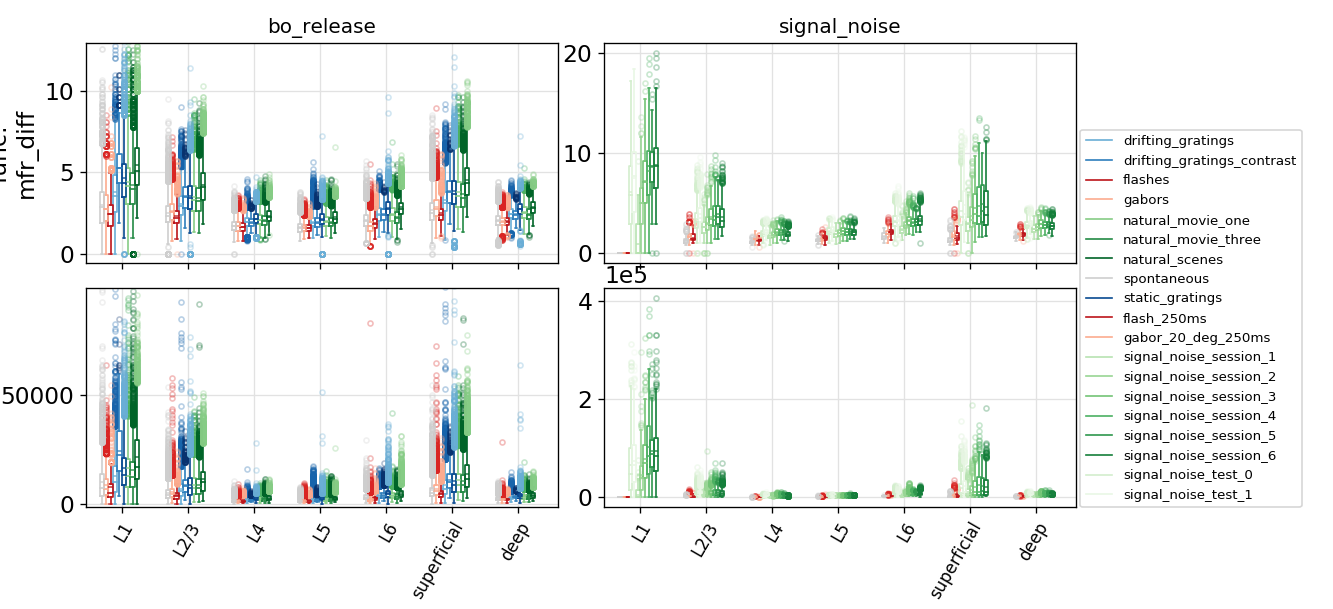 bo_release
signal_noise
mfr_diff
10
5
0
20
10
0
1e5
50000
0
4
2
0
L1
L2/3
L4
L5
L6
superficial
deep
L1
L2/3
L4
L5
L6
superficial
deep
drifting_gratings
drifting_gratings_contrast
flashes
gabors
natural_movie_one
natural_movie_three
natural_scenes
spontaneous
static_gratings
flash_250ms
gabor_20_deg_250ms
signal_noise_session_1
signal_noise_session_2
signal_noise_session_3
signal_noise_session_4
signal_noise_session_5
signal_noise_session_6
signal_noise_test_0
signal_noise_test_1